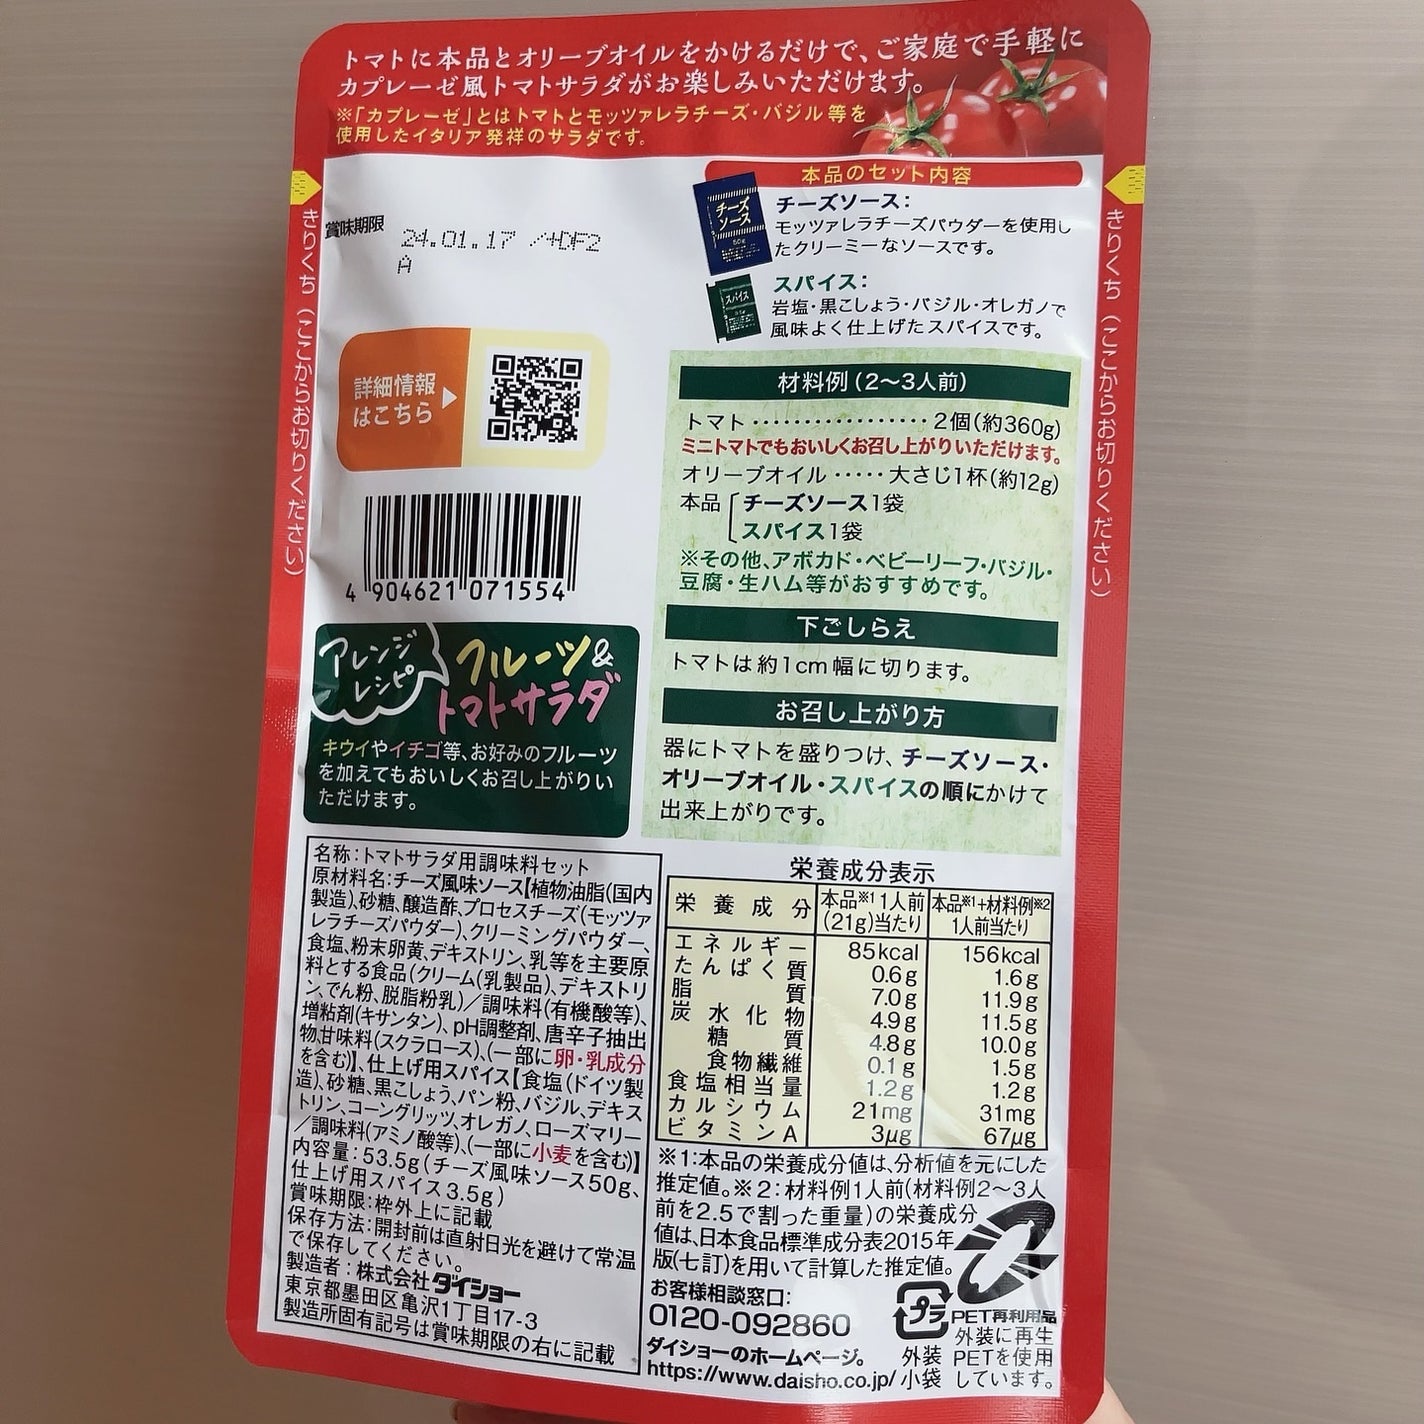 トマトに本品とオリーブオイルをかけるだけで、ご家庭で手軽に
カプレーゼ風トマトサラダがお楽しみいただけます。
※「カプレーゼ」とはトマトとモッツァレラチーズ・バジル等を
使用したイタリア発祥のサラダです。
きりくち（ここからお切りください）
賞味期限
24.01.17 /+DF2
A
詳細情報
はこちら
4 904621 071554
アレンジ
レシピ
フルーツ&
トマトサラダ
キウイやイチゴ等、お好みのフルーツ
を加えてもおいしくお召し上がりい
ただけます。
本品のセット内容
チーズ
ソース
50g
チーズソース：
モッツァレラチーズパウダーを使用し
たクリーミーなソースです。
スパイス
スパイス：
岩塩・黒こしょう・バジル・オレガノで
風味よく仕上げたスパイスです。
材料例（2〜3人前）
トマト・・・・・・・・・・・・・・・・・2個(約360g)
ミニトマトでもおいしくお召し上がりいただけます。
オリーブオイル・・・・・大さじ1杯(約12g)
本品［チーズソース1袋
スパイス1袋
※その他、アボカド・ベビーリーフ・バジル・
豆腐・生ハム等がおすすめです。
下ごしらえ
トマトは約1cm幅に切ります。
お召し上がり方
器にトマトを盛りつけ、チーズソース・
オリーブオイル・スパイスの順にかけて
出来上がりです。
きりくち（ここからお切りください）
名称：トマトサラダ用調味料セット
原材料名：チーズ風味ソース【植物油脂(国内
製造)、砂糖、醸造酢、プロセスチーズ(モッツァ
レラチーズパウダー)、クリーミングパウダー、
食塩、粉末卵黄、デキストリン、乳等を主要原
料とする食品(クリーム(乳製品)、デキストリ
ン、でん粉、脱脂粉乳)／調味料(有機酸等)、
増粘剤(キサンタン)、pH調整剤、唐辛子抽出
物、甘味料(スクラロース)、(一部に卵・乳成分
を含む)】、仕上げ用スパイス【食塩(ドイツ製
造)、砂糖、黒こしょう、パン粉、バジル、デキス
トリン、コーングリッツ、オレガノ、ローズマリー
／調味料(アミノ酸等)、(一部に小麦を含む)】
内容量：53.5g(チーズ風味ソース50g、
仕上げ用スパイス3.5g)
賞味期限：枠外上に記載
保存方法：開封前は直射日光を避けて常温
で保存してください。
製造者：株式会社ダイショー
東京都墨田区亀沢1丁目17-3
製造所固有記号は賞味期限の右に記載
栄養成分表示
栄養成分 本品※1 1人前(21g)当たり 本品※1+材料例※2 1人前当たり
エネルギー 85kcal 156kcal
たんぱく質 0.6g 1.6g
脂質 7.0g 11.9g
炭水化物 4.9g 11.5g
糖質 4.8g 10.0g
食物繊維 0.1g 1.5g
食塩相当量 1.2g 1.2g
カルシウム 21mg 31mg
ビタミンA 3μg 67μg
※1：本品の栄養成分値は、分析値を元にした
推定値。※2：材料例1人前(材料例2〜3人
前を2.5で割った重量)の栄養成分
値は、日本食品標準成分表2015年
版(七訂)を用いて計算した推定値。
お客様相談窓口：
0120-092860
ダイショーのホームページ。
https://www.daisho.co.jp/
プラ
外装
小袋
PET再利用品
外装に再生
PETを使用
しています。